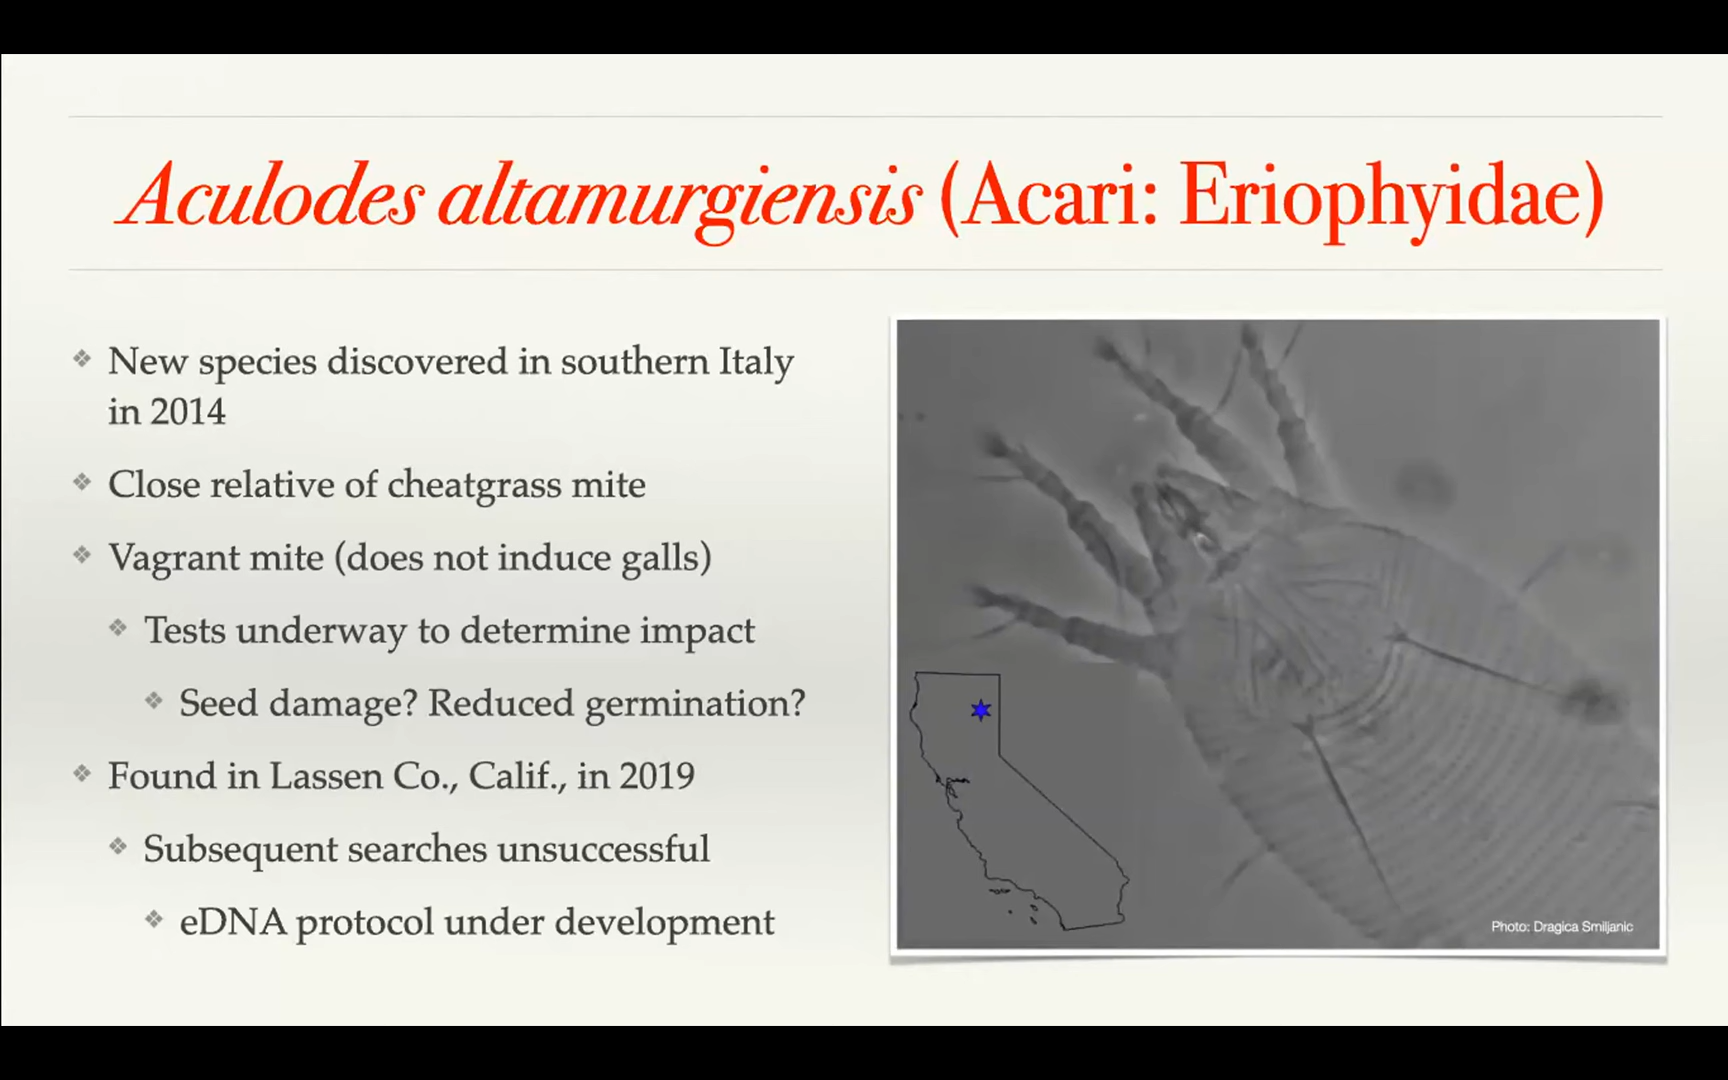 Aculodes altamurgiensis (Acari: Eriophyidae)
New species discovered in southern Italy
in 2014
Close relative of cheatgrass mite
Vagrant mite (does not induce galls)
Tests underway to determine impact
Seed damage? Reduced germination?
Found in Lassen Co., Calif., in 2019
Subsequent searches unsuccessful
eDNA protocol under development
Photo: Dragica Smiljanic